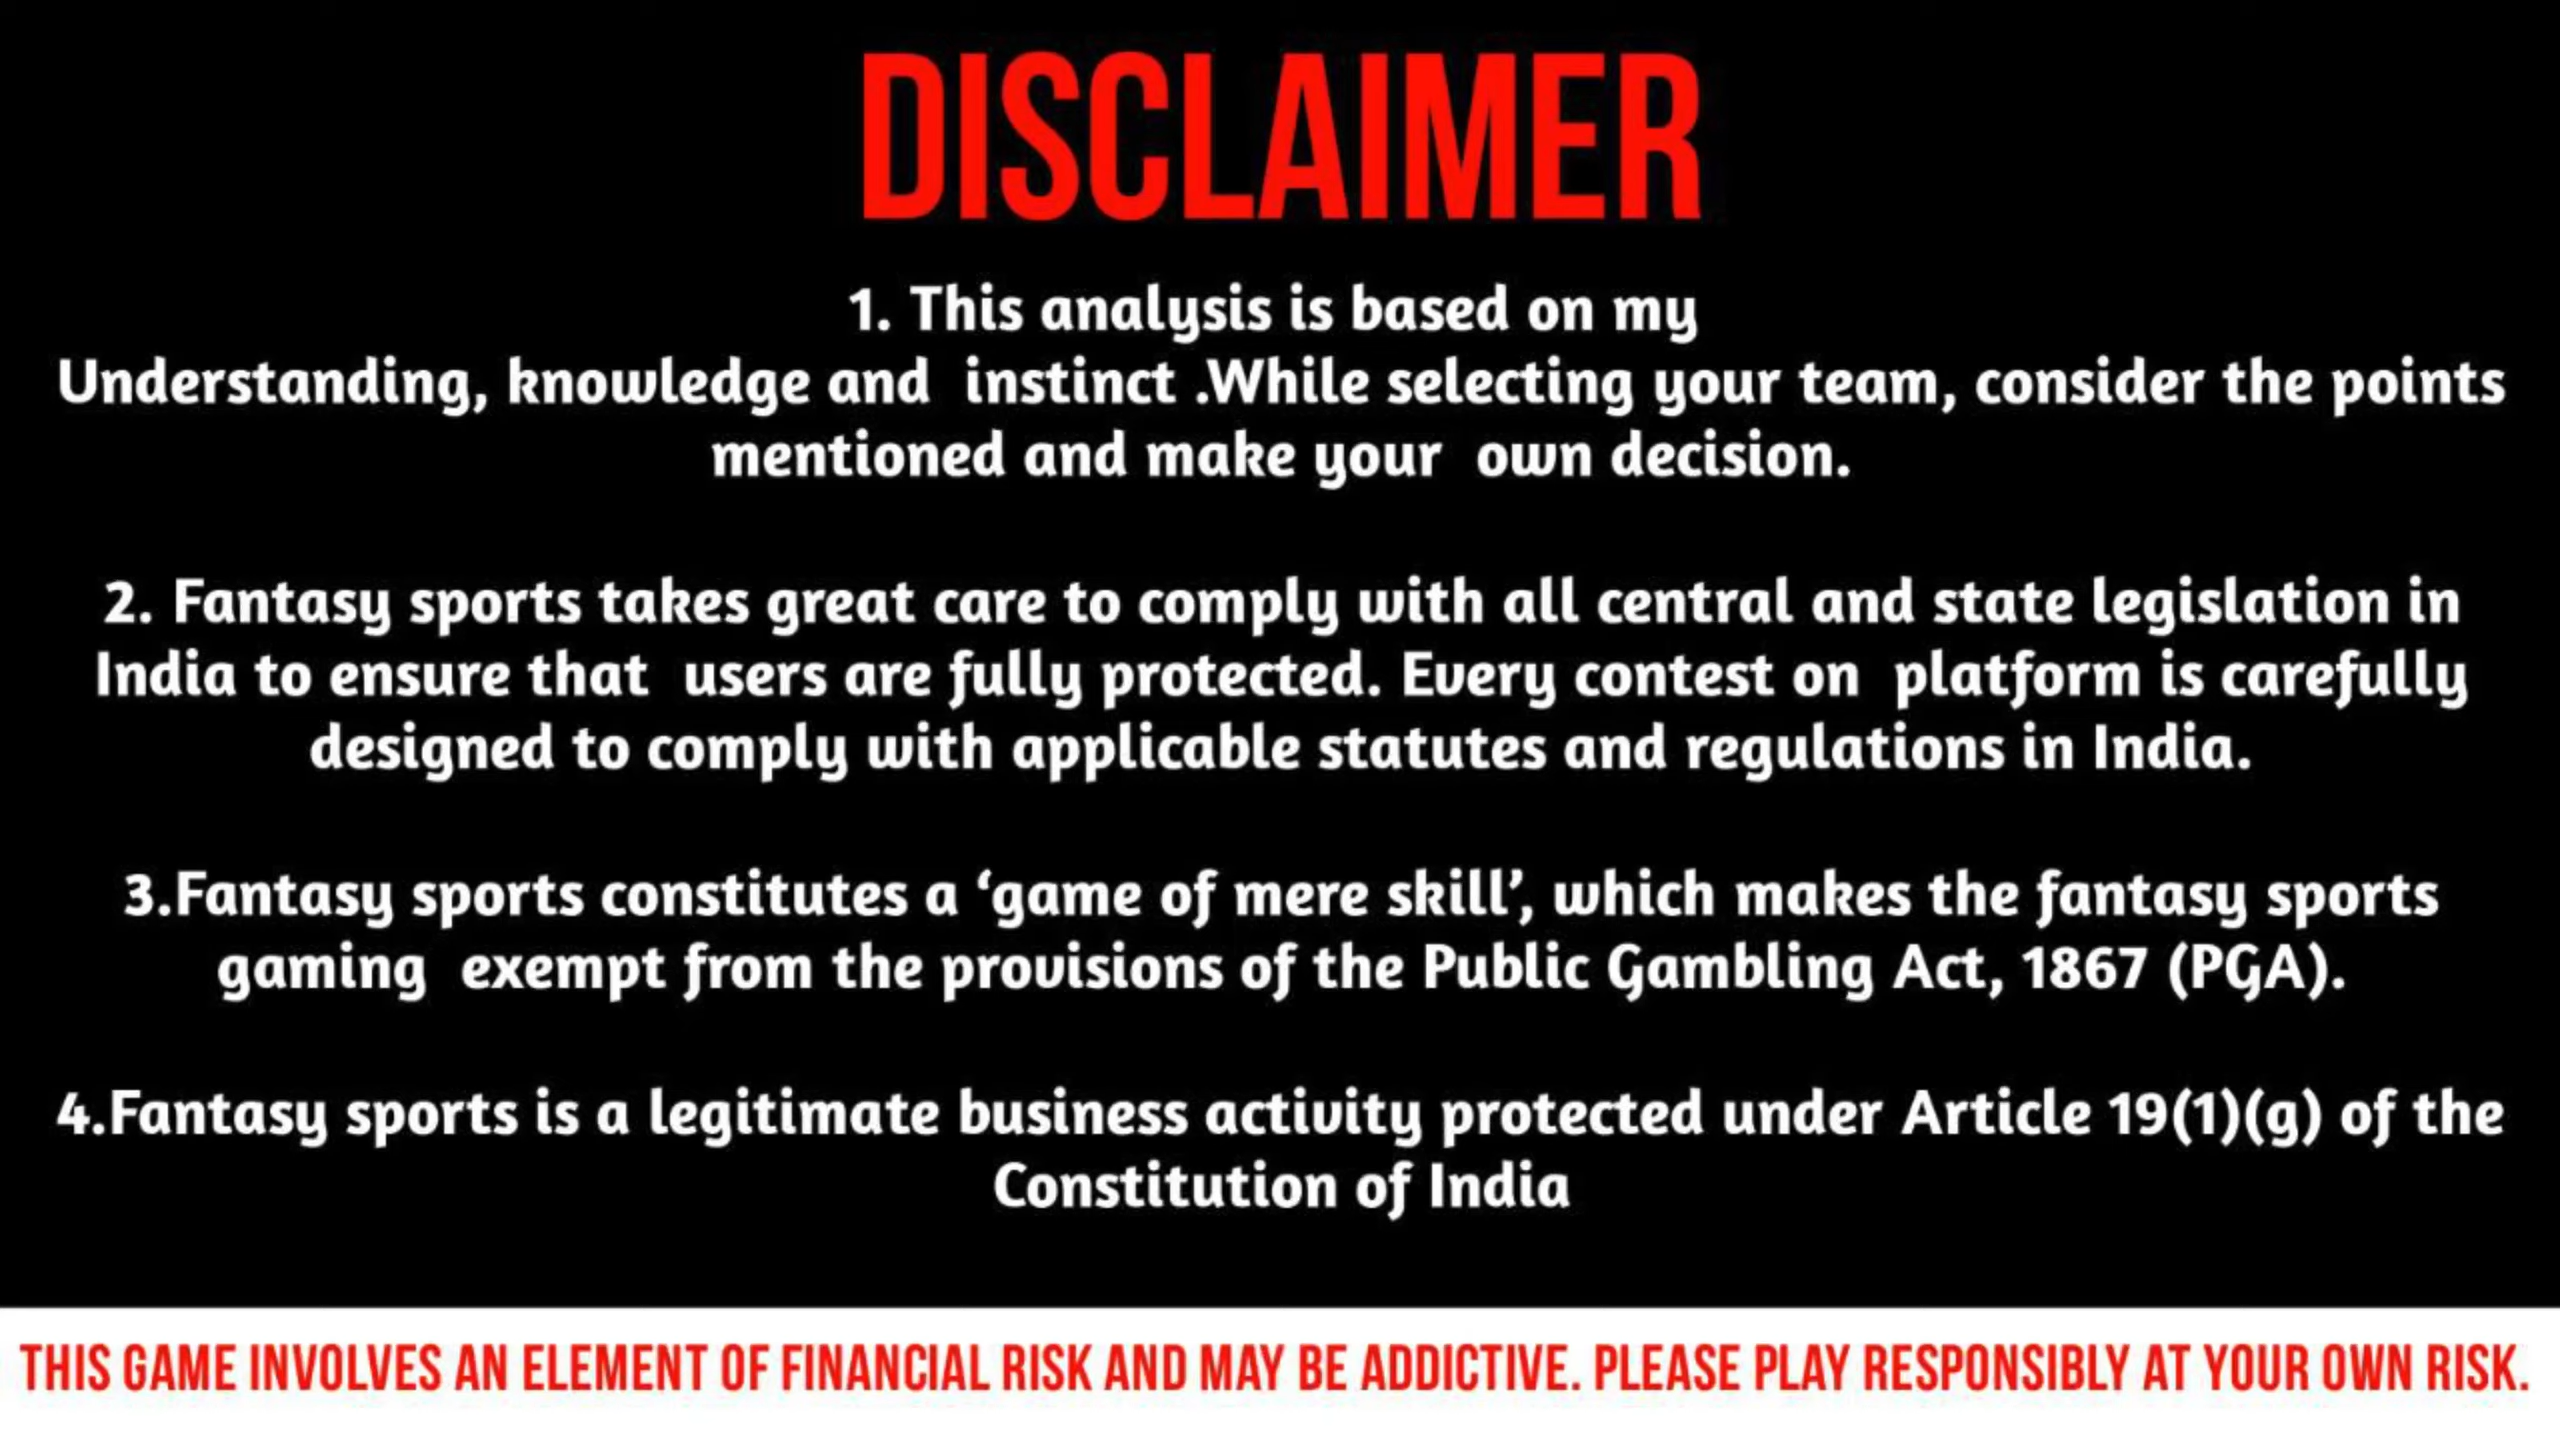 DISCLAIMER
1. This analysis is based on my
Understanding, knowledge and  instinct .While selecting your team, consider the points
mentioned and make your  own decision.
2. Fantasy sports takes great care to comply with all central and state legislation in
India to ensure that  users are fully protected. Every contest on  platform is carefully
designed to comply with applicable statutes and regulations in India.
3.Fantasy sports constitutes a ‘game of mere skill’, which makes the fantasy sports
gaming  exempt from the provisions of the Public Gambling Act, 1867 (PGA).
4.Fantasy sports is a legitimate business activity protected under Article 19(1)(g) of the
Constitution of India
THIS GAME INVOLVES AN ELEMENT OF FINANCIAL RISK AND MAY BE ADDICTIVE. PLEASE PLAY RESPONSIBLY AT YOUR OWN RISK.